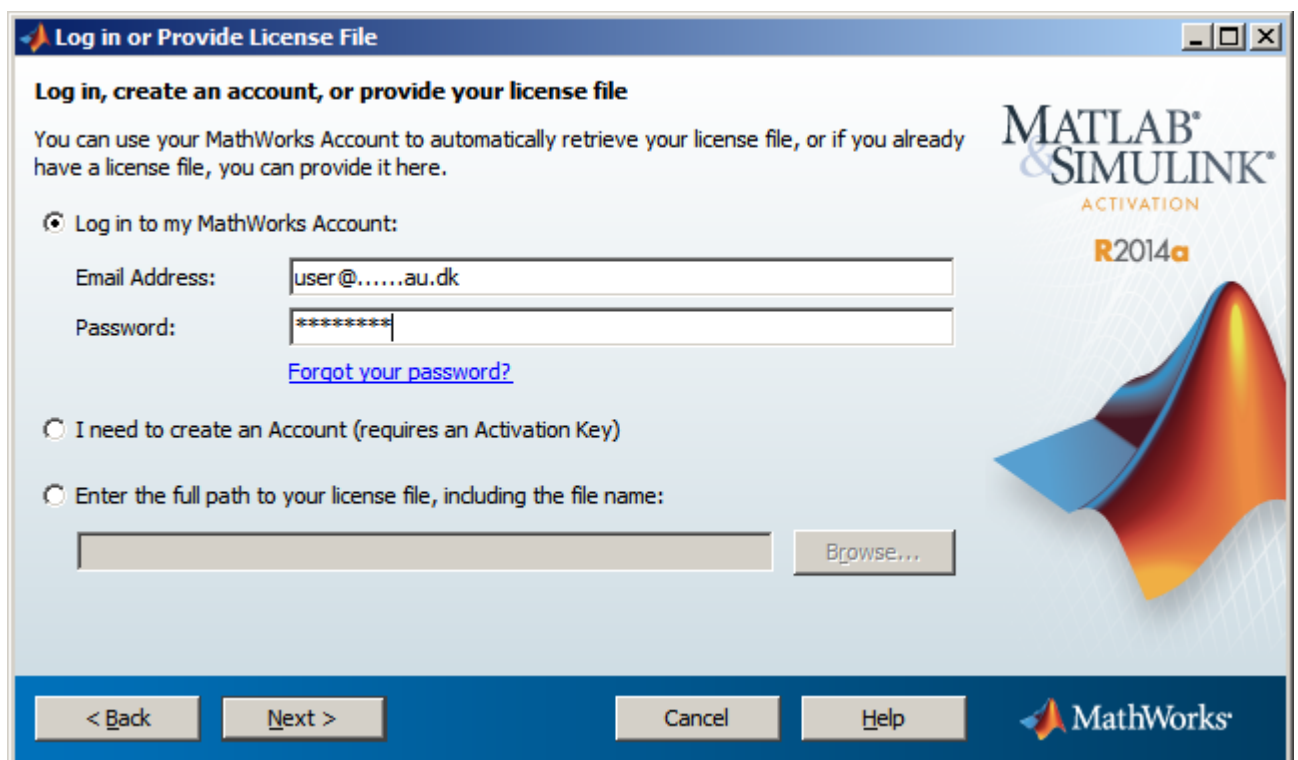 Log in or Provide License File
Log in, create an account, or provide your license file
You can use your MathWorks Account to automatically retrieve your license file, or if you already
have a license file, you can provide it here.
Log in to my MathWorks Account:
Email Address: user@......au.dk
Password: ********
Forgot your password?
I need to create an Account (requires an Activation Key)
Enter the full path to your license file, including the file name:
Browse...
MATLAB®
&SIMULINK®
ACTIVATION
R2014a
< Back Next > Cancel Help MathWorks®